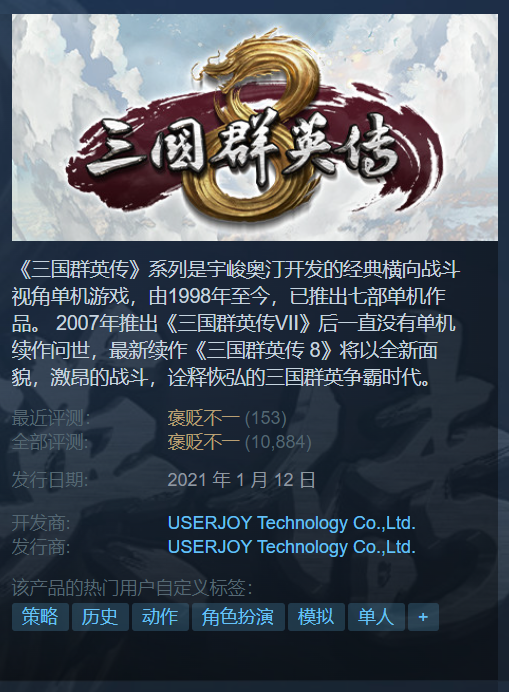 三國群英传
8
《三国群英传》系列是宇峻奥汀开发的经典横向战斗
视角单机游戏，由1998年至今，已推出七部单机作
品。 2007年推出《三国群英传VII》后一直没有单机
续作问世，最新续作《三国群英传 8》将以全新面
貌，激昂的战斗，诠释恢弘的三国群英争霸时代。
最近评测： 褒贬不一 (153)
全部评测： 褒贬不一 (10,884)
发行日期: 2021 年 1 月 12 日
开发商: USERJOY Technology Co.,Ltd.
发行商: USERJOY Technology Co.,Ltd.
该产品的热门用户自定义标签：
策略 历史 动作 角色扮演 模拟 单人 +